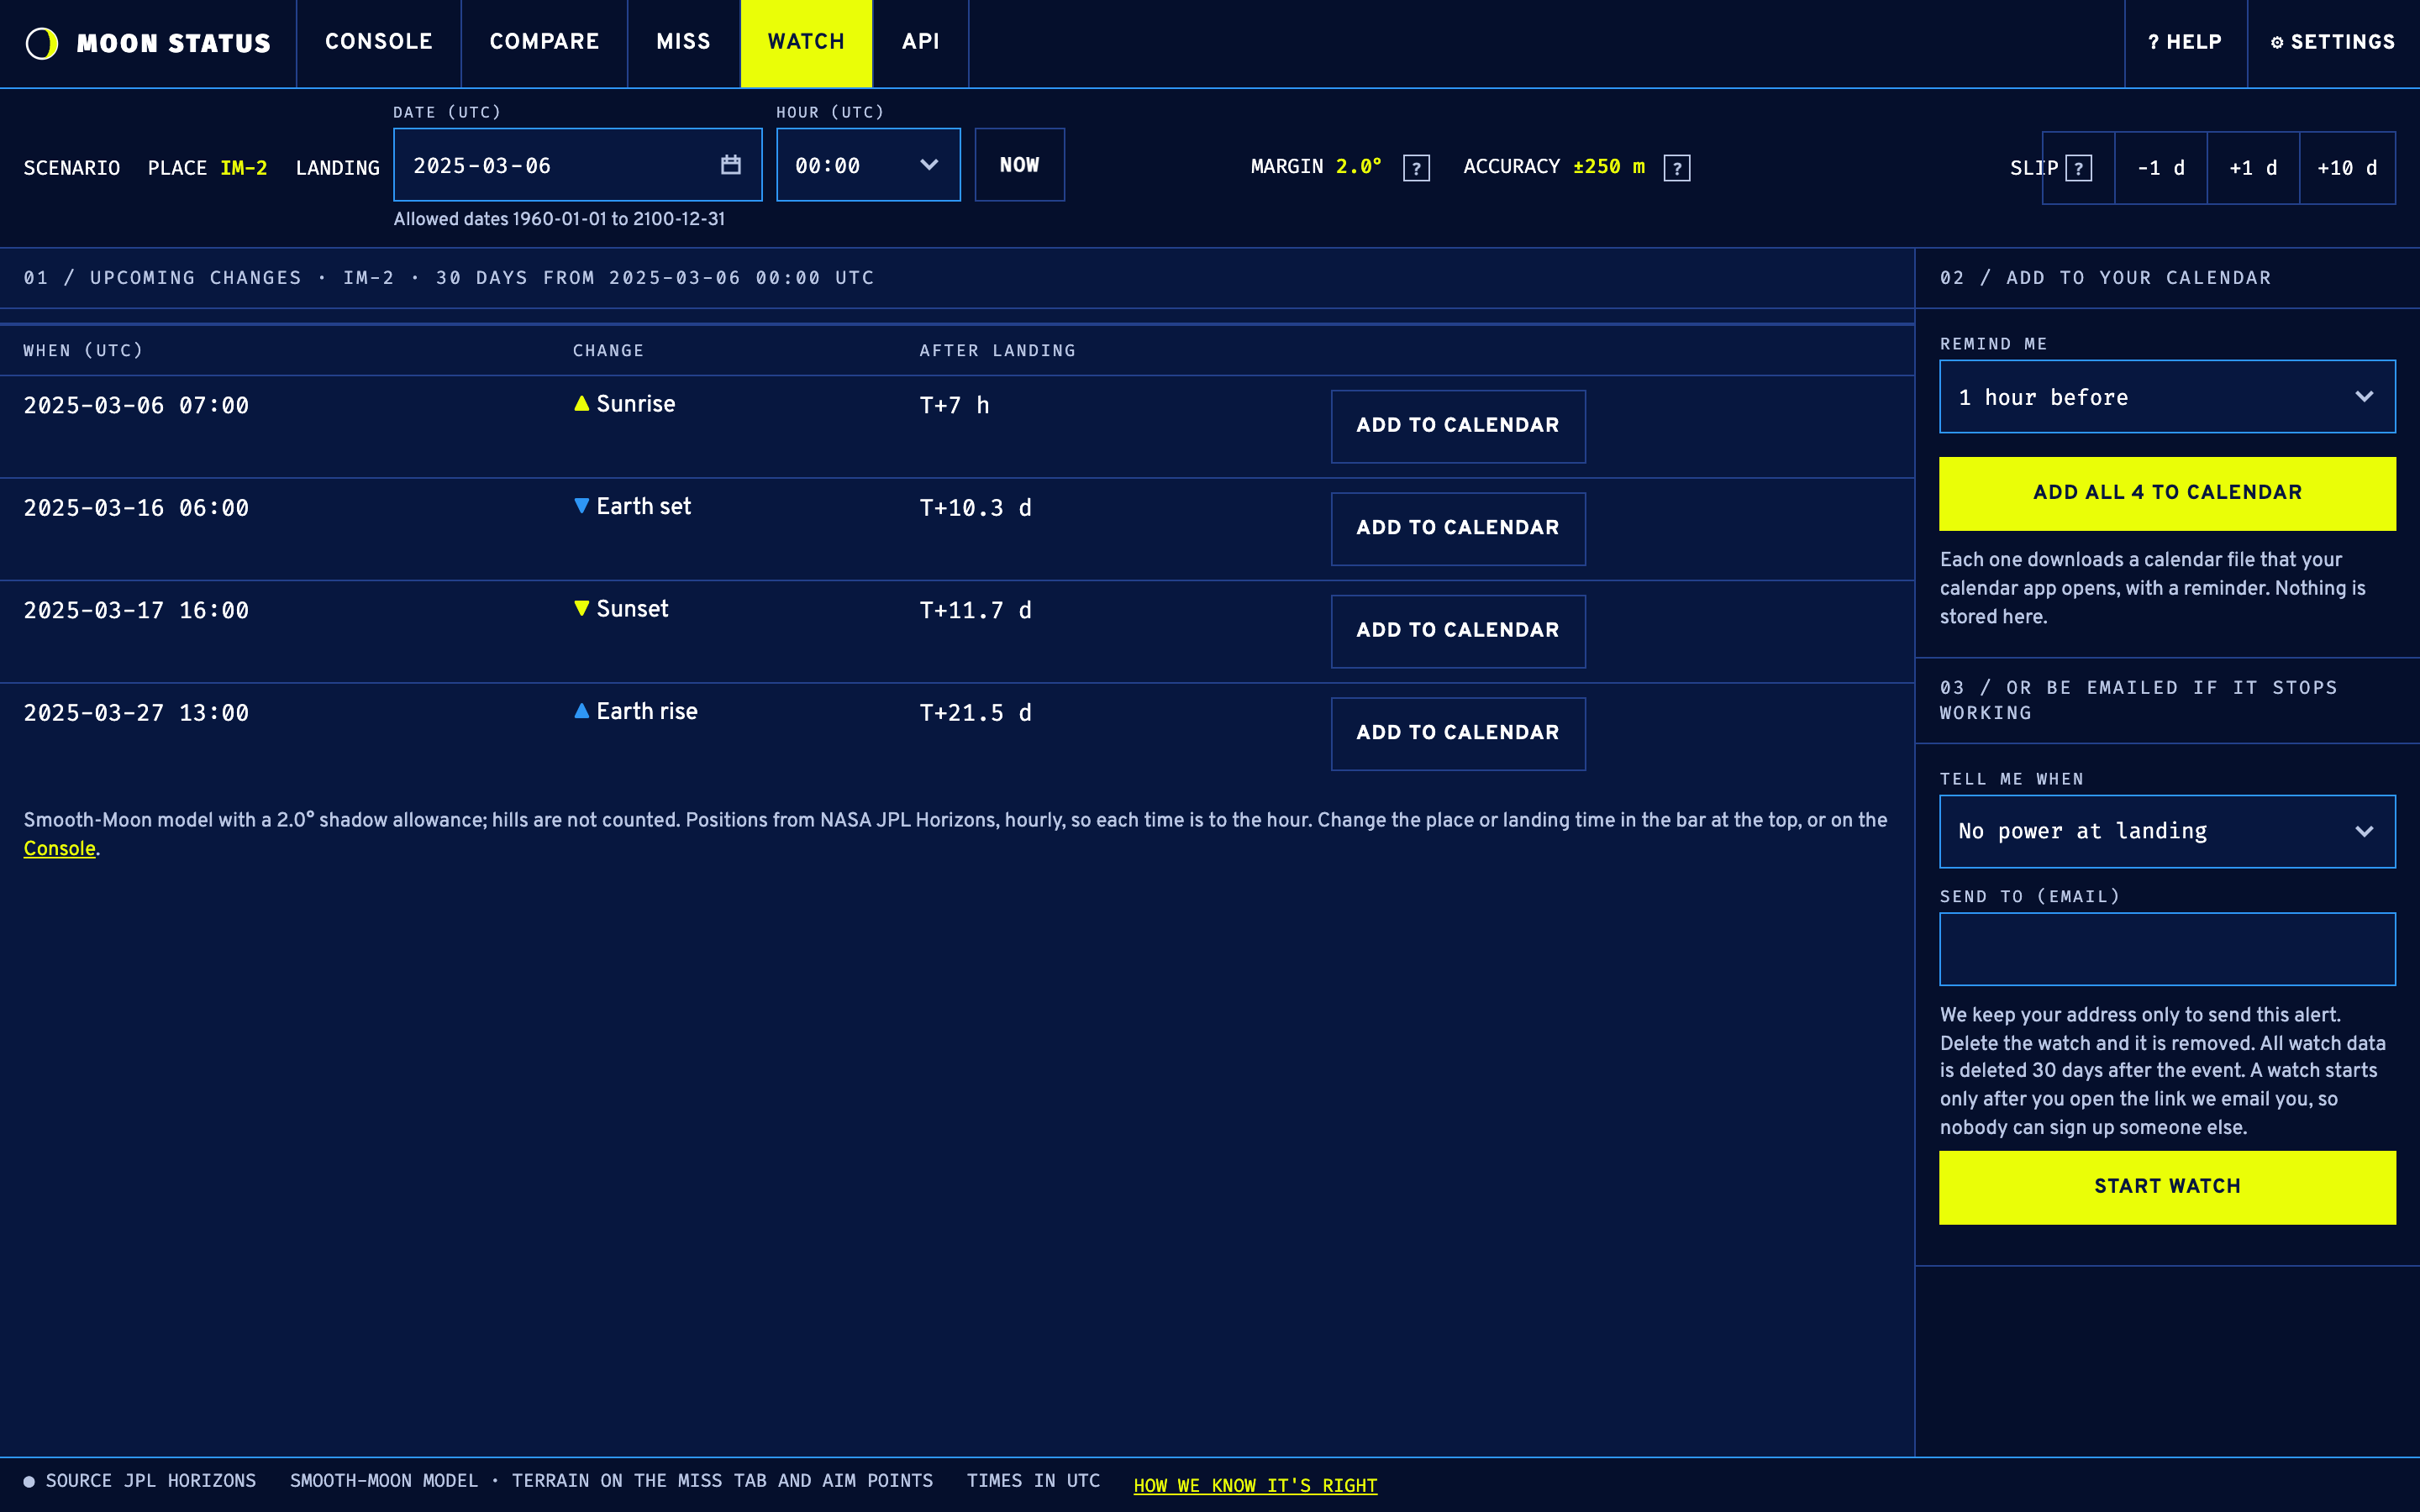 MOON STATUS
CONSOLE
COMPARE
MISS
WATCH
API
? HELP
⚙ SETTINGS
SCENARIO
PLACE IM-2
LANDING
DATE (UTC)
2025-03-06
Allowed dates 1960-01-01 to 2100-12-31
HOUR (UTC)
00:00
NOW
MARGIN 2.0° ?
ACCURACY ±250 m ?
SLIP ?
-1 d
+1 d
+10 d
01 / UPCOMING CHANGES · IM-2 · 30 DAYS FROM 2025-03-06 00:00 UTC
WHEN (UTC) CHANGE AFTER LANDING
2025-03-06 07:00 ▲ Sunrise T+7 h ADD TO CALENDAR
2025-03-16 06:00 ▼ Earth set T+10.3 d ADD TO CALENDAR
2025-03-17 16:00 ▼ Sunset T+11.7 d ADD TO CALENDAR
2025-03-27 13:00 ▲ Earth rise T+21.5 d ADD TO CALENDAR
Smooth-Moon model with a 2.0° shadow allowance; hills are not counted. Positions from NASA JPL Horizons, hourly, so each time is to the hour. Change the place or landing time in the bar at the top, or on the
Console.
02 / ADD TO YOUR CALENDAR
REMIND ME
1 hour before
ADD ALL 4 TO CALENDAR
Each one downloads a calendar file that your
calendar app opens, with a reminder. Nothing is
stored here.
03 / OR BE EMAILED IF IT STOPS
WORKING
TELL ME WHEN
No power at landing
SEND TO (EMAIL)
We keep your address only to send this alert.
Delete the watch and it is removed. All watch data
is deleted 30 days after the event. A watch starts
only after you open the link we email you, so
nobody can sign up someone else.
START WATCH
SOURCE JPL HORIZONS
SMOOTH-MOON MODEL · TERRAIN ON THE MISS TAB AND AIM POINTS
TIMES IN UTC
HOW WE KNOW IT'S RIGHT